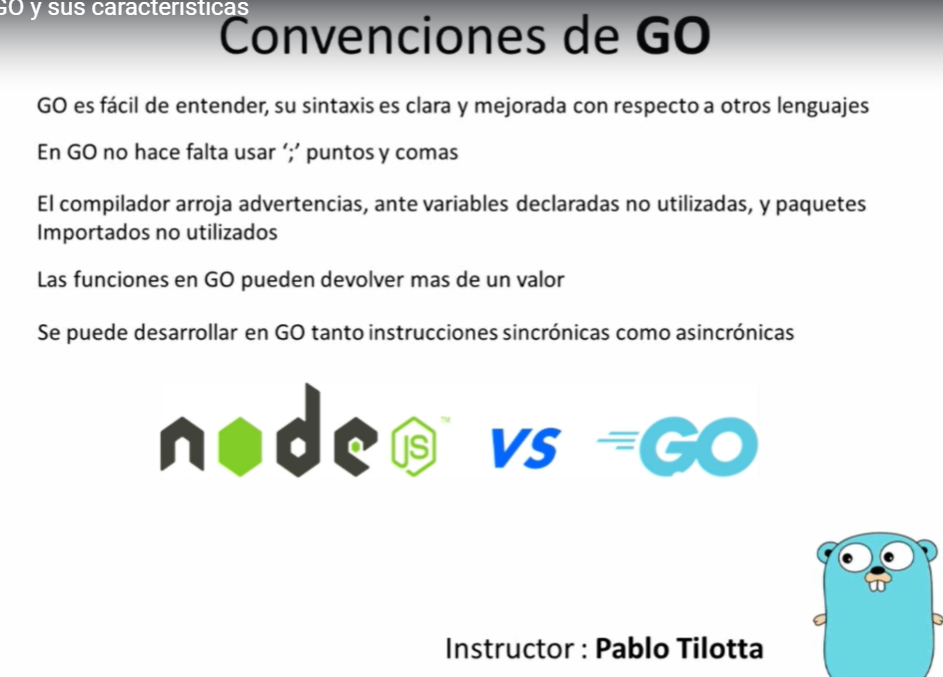 GO y sus características
Convenciones de GO
GO es fácil de entender, su sintaxis es clara y mejorada con respecto a otros lenguajes
En GO no hace falta usar ‘;’ puntos y comas
El compilador arroja advertencias, ante variables declaradas no utilizadas, y paquetes
Importados no utilizados
Las funciones en GO pueden devolver mas de un valor
Se puede desarrollar en GO tanto instrucciones sincrónicas como asincrónicas
node JS ™ VS GO
Instructor : Pablo Tilotta